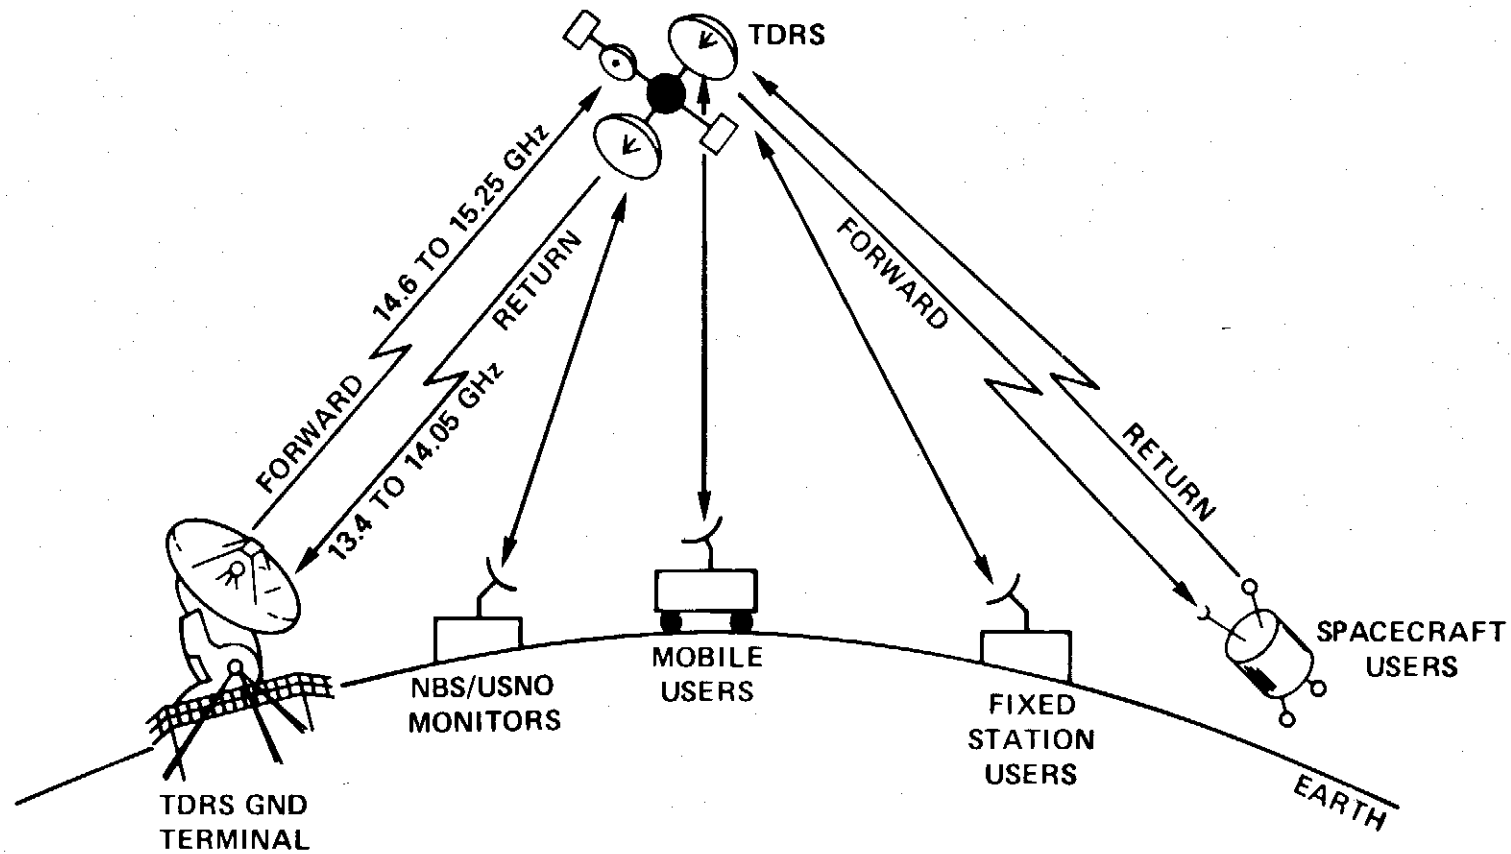 TDRS
14.6 TO 15.25 GHz
FORWARD
RETURN
13.4 TO 14.05 GHz
FORWARD
RETURN
SPACECRAFT
USERS
MOBILE
USERS
NBS/USNO
MONITORS
FIXED
STATION
USERS
EARTH
TDRS GND
TERMINAL